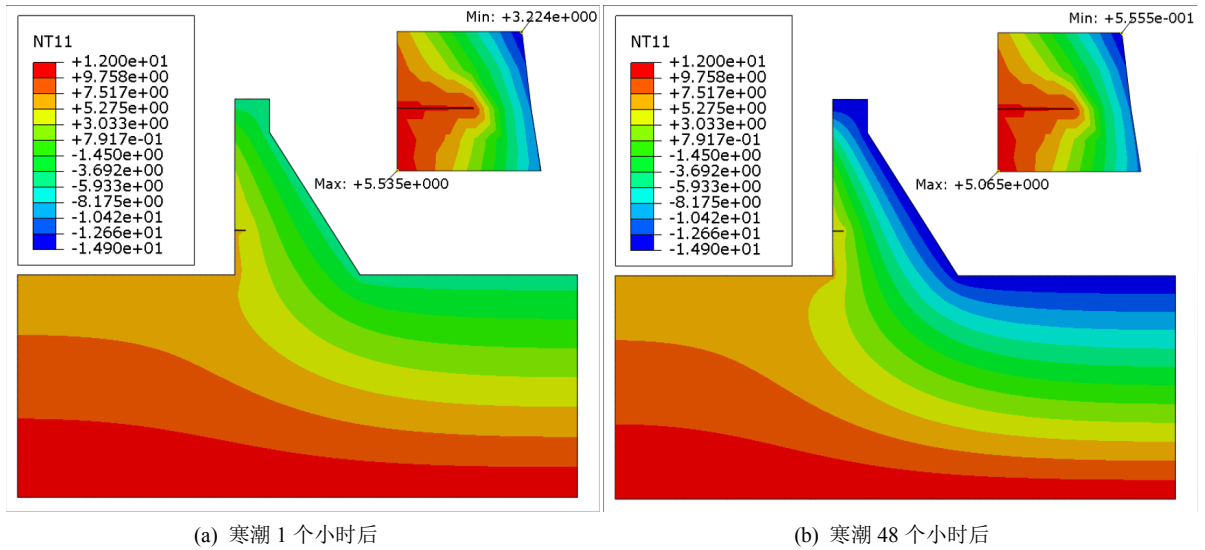 Min: +3.224e+000
NT11
+1.200e+01
+9.758e+00
+7.517e+00
+5.275e+00
+3.033e+00
+7.917e-01
-1.450e+00
-3.692e+00
-5.933e+00
-8.175e+00
-1.042e+01
-1.266e+01
-1.490e+01
Max: +5.535e+000
(a) 寒潮 1 个小时后
Min: +5.555e-001
NT11
+1.200e+01
+9.758e+00
+7.517e+00
+5.275e+00
+3.033e+00
+7.917e-01
-1.450e+00
-3.692e+00
-5.933e+00
-8.175e+00
-1.042e+01
-1.266e+01
-1.490e+01
Max: +5.065e+000
(b) 寒潮 48 个小时后